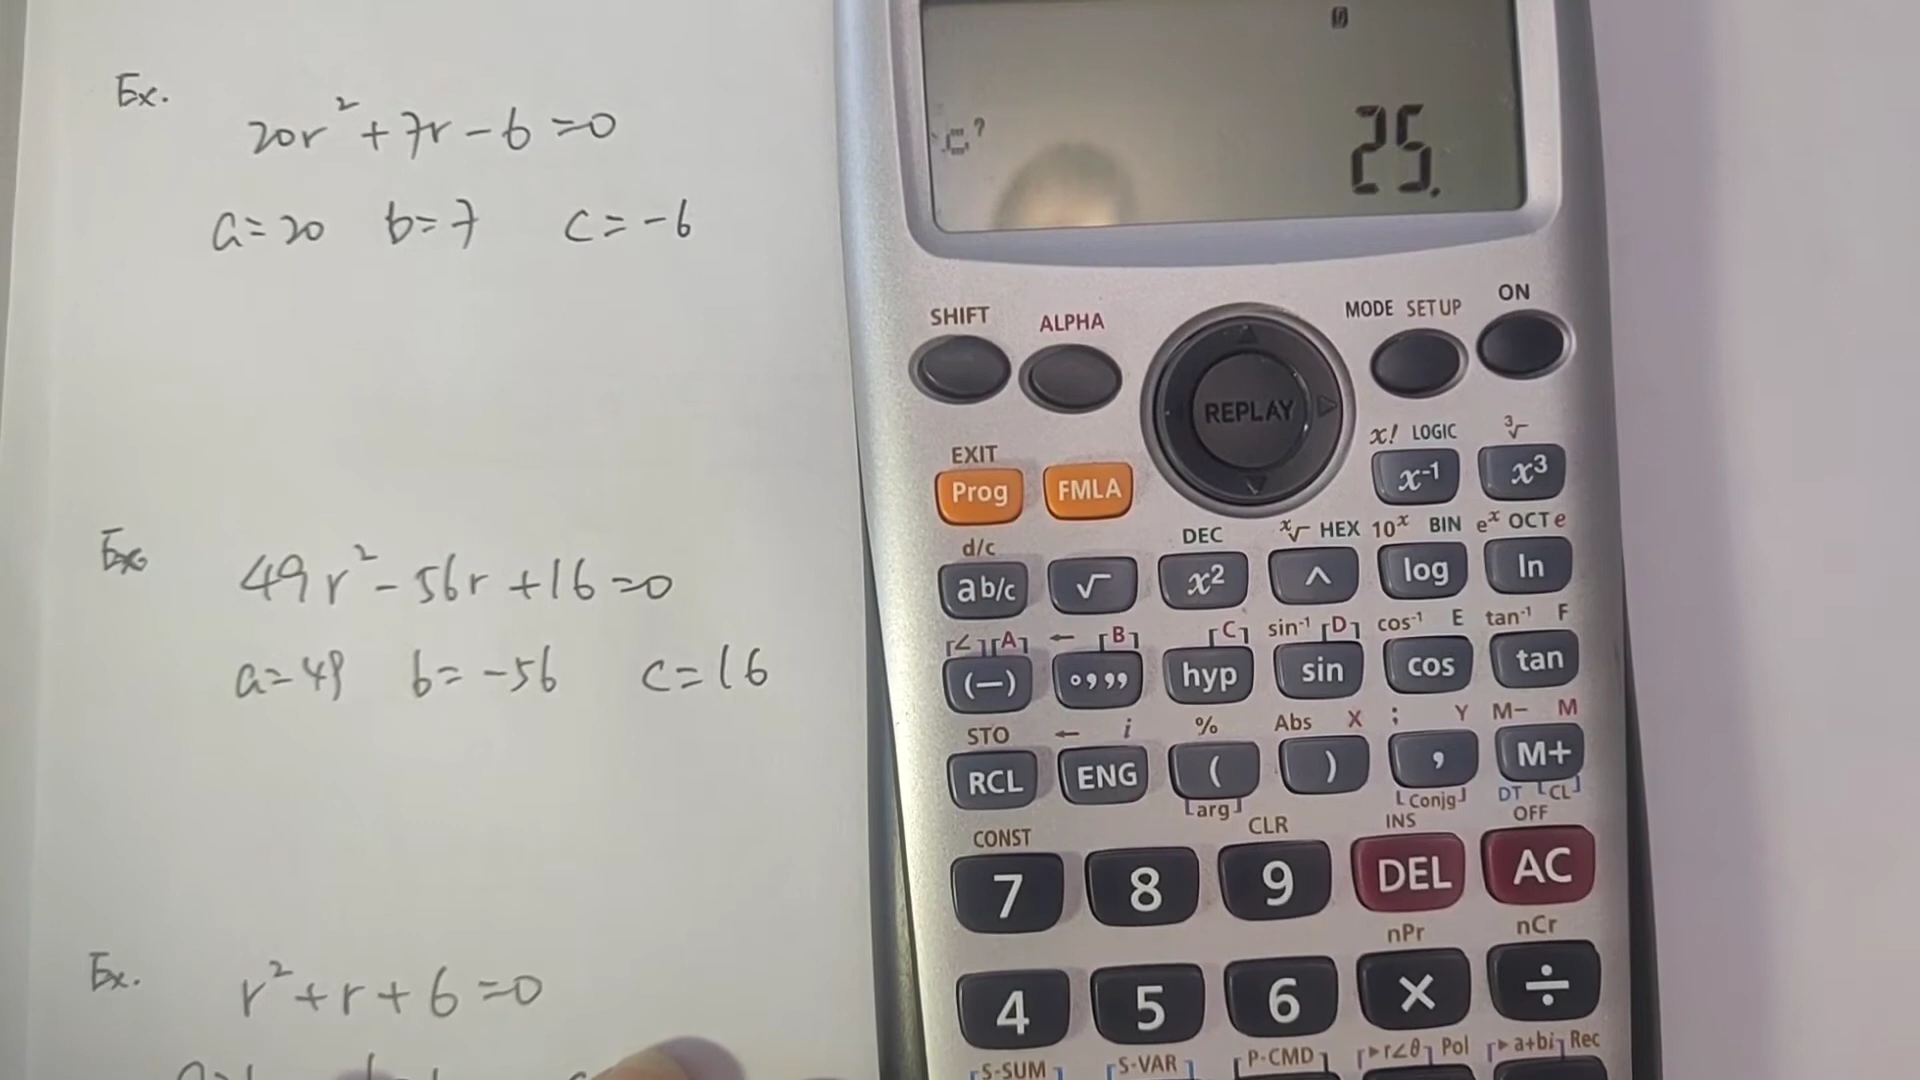 Ex.
20r² + 7r - 6 = 0
a = 20 b = 7 c = -6
Ex.
49r² - 56r + 16 = 0
a = 49 b = -56 c = 16
Ex.
r² + r + 6 = 0
D
c?
25.
SHIFT ALPHA MODE SETUP ON
REPLAY
EXIT x! LOGIC ³√
Prog FMLA x⁻¹ x³
d/c DEC ˣ√ HEX 10ˣ BIN eˣ OCT e
ab/c √ x² ^ log ln
∠ A ← B C sin⁻¹ D cos⁻¹ E tan⁻¹ F
(−) °,,, hyp sin cos tan
STO ← i % Abs X ; Y M− M
RCL ENG ( ) , M+
arg Conjg DT CL
CONST CLR INS OFF
7 8 9 DEL AC
nPr nCr
4 5 6 × ÷
S-SUM S-VAR P-CMD ▸r∠θ Pol ▸a+bi Rec